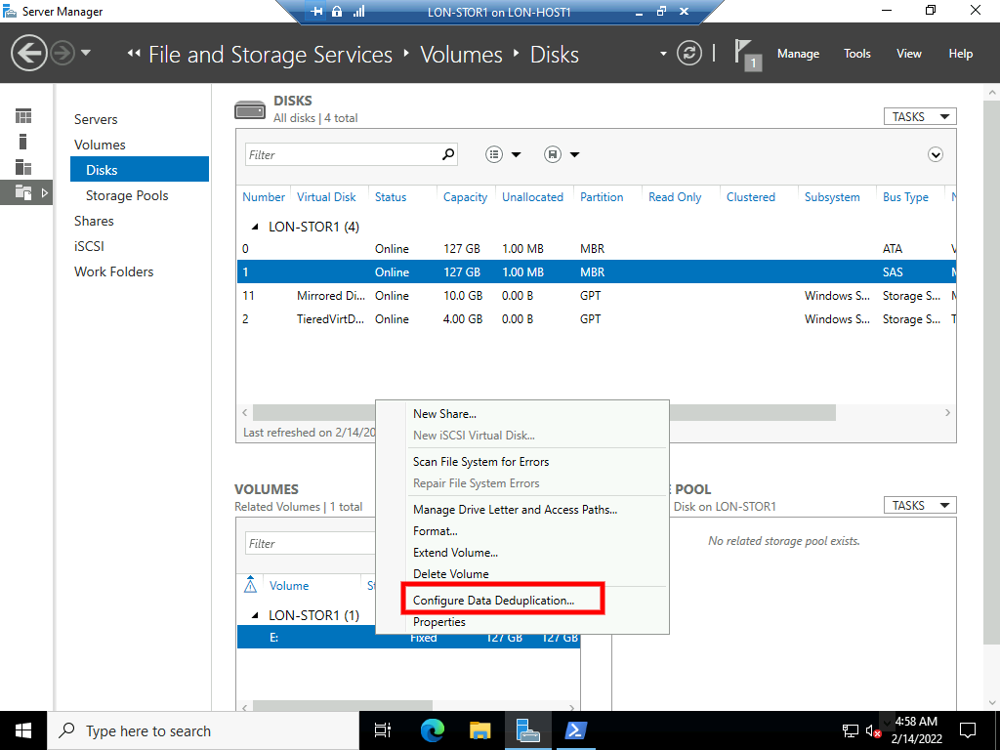 Server Manager
LON-STOR1 on LON-HOST1
File and Storage Services Volumes Disks
1
Manage Tools View Help
Servers
Volumes
Disks
Storage Pools
Shares
iSCSI
Work Folders
DISKS
All disks | 4 total
TASKS
Filter
Number Virtual Disk Status Capacity Unallocated Partition Read Only Clustered Subsystem Bus Type
LON-STOR1 (4)
0 Online 127 GB 1.00 MB MBR ATA
1 Online 127 GB 1.00 MB MBR SAS
11 Mirrored Di... Online 10.0 GB 0.00 B GPT Windows S... Storage S...
2 TieredVirtD... Online 4.00 GB 0.00 B GPT Windows S... Storage S...
Last refreshed on 2/14/20
New Share...
New iSCSI Virtual Disk...
Scan File System for Errors
Repair File System Errors
Manage Drive Letter and Access Paths...
Format...
Extend Volume...
Delete Volume
Configure Data Deduplication...
Properties
VOLUMES
Related Volumes | 1 total
Filter
Volume
LON-STOR1 (1)
E: Fixed 127 GB 127 GB
POOL
Disk on LON-STOR1
TASKS
No related storage pool exists.
Type here to search
4:58 AM
2/14/2022